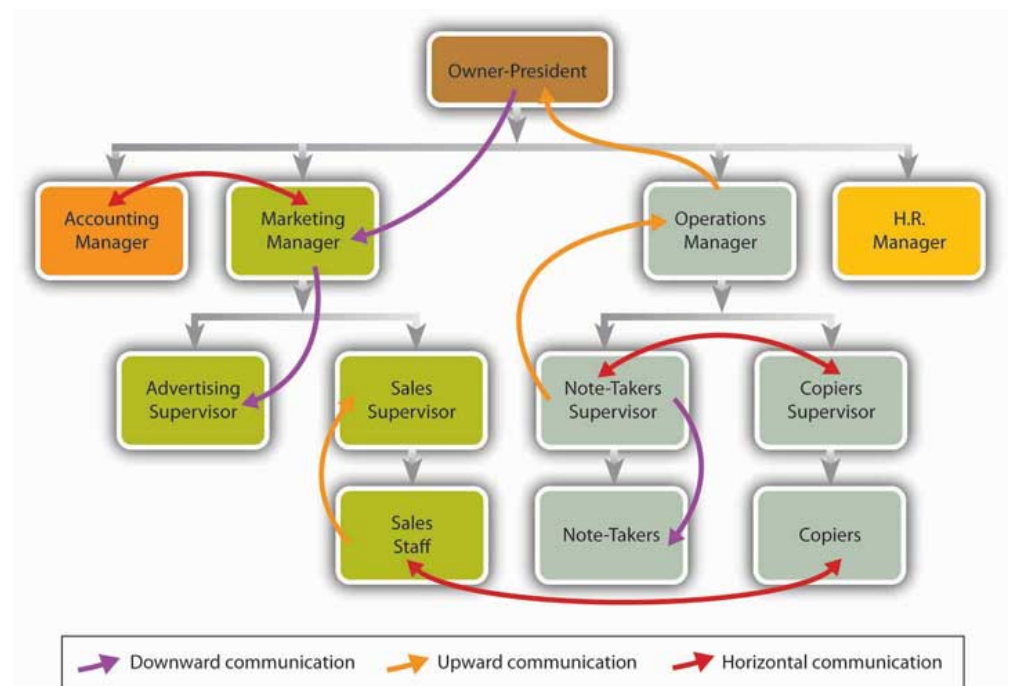 Owner-President
Accounting
Manager
Marketing
Manager
Operations
Manager
H.R.
Manager
Advertising
Supervisor
Sales
Supervisor
Note-Takers
Supervisor
Copiers
Supervisor
Sales
Staff
Note-Takers
Copiers
Downward communication
Upward communication
Horizontal communication